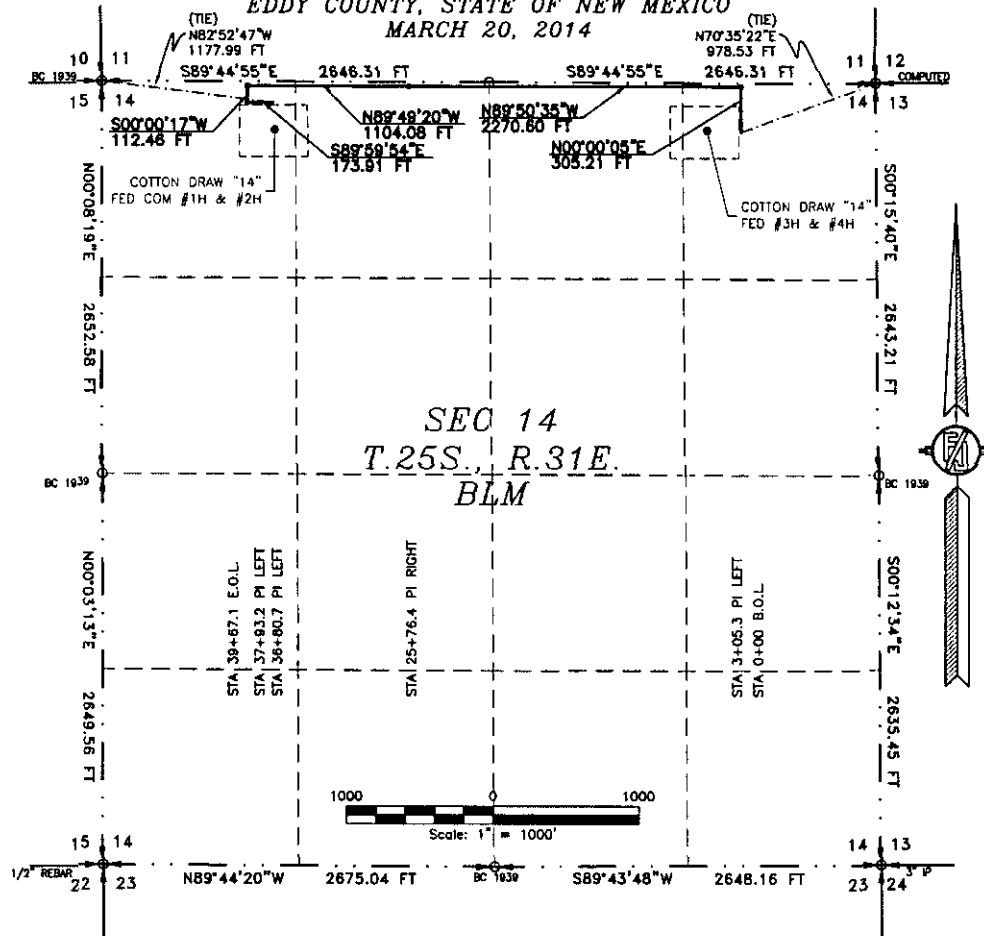 EDDY COUNTY, STATE OF NEW MEXICO
MARCH 20, 2014
(TIE)
N82°52'47"W
1177.99 FT
(TIE)
N70°35'22"E
978.53 FT
10 11
BC 1939
15 14
S89°44'55"E 2646.31 FT
S89°44'55"E 2646.31 FT
11 12
COMPUTED
14 13
S00°00'17"W
112.46 FT
N89°49'20"W
1104.08 FT
S89°59'54"E
173.91 FT
N89°50'35"W
2270.60 FT
N00°00'05"E
305.21 FT
COTTON DRAW "14"
FED COM #1H & #2H
COTTON DRAW "14"
FED #3H & #4H
N00°08'19"E 2652.58 FT
S00°15'40"E 2643.21 FT
SEC 14
T.25S., R.31E.
BLM
BC 1939
BC 1939
N00°03'13"E 2649.56 FT
S00°12'34"E 2635.45 FT
STA 39+67.1 E.O.L.
STA 37+93.2 PI LEFT
STA 36+80.7 PI LEFT
STA 25+76.4 PI RIGHT
STA 3+05.3 PI LEFT
STA 0+00 B.O.L.
1000 0 1000
Scale: 1" = 1000'
15 14
1/2" REBAR
22 23
N89°44'20"W 2675.04 FT
BC 1939
S89°43'48"W 2648.16 FT
14 13
3" IP
23 24